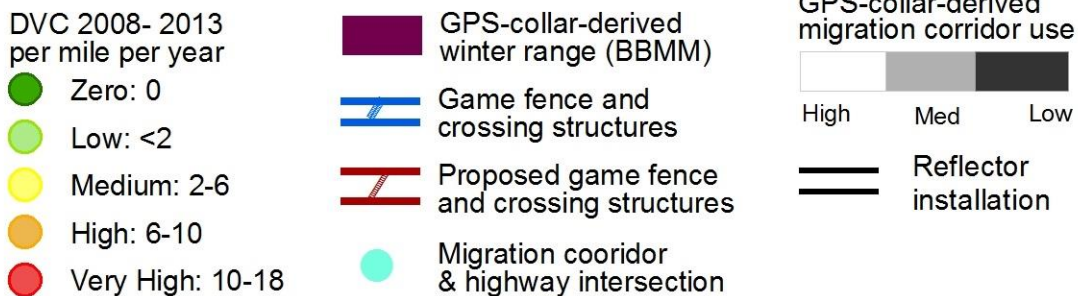 DVC 2008- 2013
per mile per year
Zero: 0
Low: <2
Medium: 2-6
High: 6-10
Very High: 10-18
GPS-collar-derived
winter range (BBMM)
Game fence and
crossing structures
Proposed game fence
and crossing structures
Migration cooridor
& highway intersection
GPS-collar-derived
migration corridor use
High Med Low
Reflector
installation